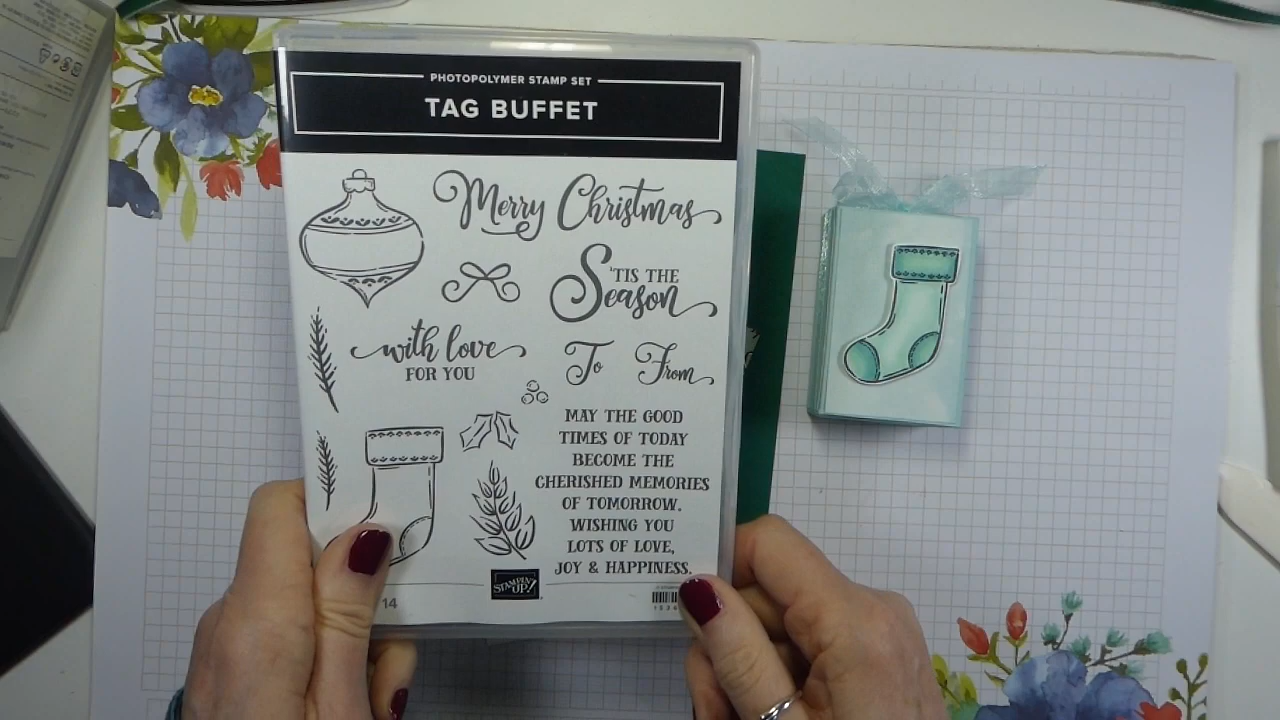 PHOTOPOLYMER STAMP SET
TAG BUFFET
Merry Christmas
'TIS THE
Season
with love
FOR YOU
To
From
MAY THE GOOD
TIMES OF TODAY
BECOME THE
CHERISHED MEMORIES
OF TOMORROW.
WISHING YOU
LOTS OF LOVE,
JOY & HAPPINESS.
STAMPIN' UP!
14